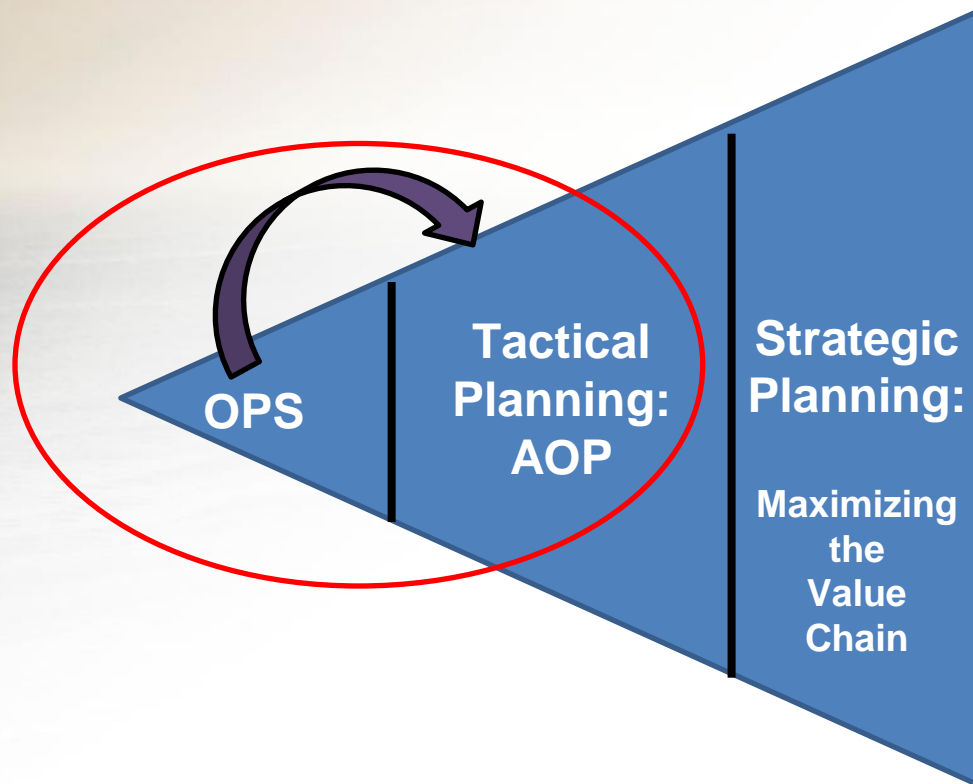 OPS
Tactical
Planning:
AOP
Strategic
Planning:
Maximizing
the
Value
Chain